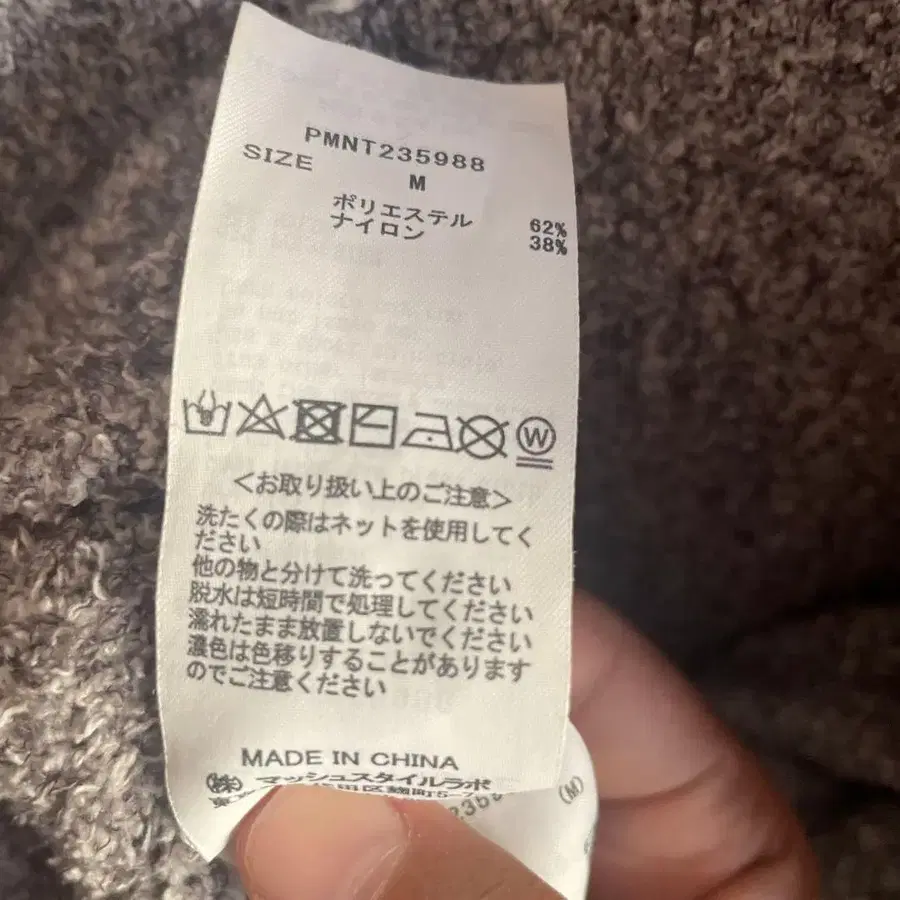 PMNT235988
SIZE
M
ポリエステル 62%
ナイロン 38%
W
<お取り扱い上のご注意>
洗たくの際はネットを使用してく
ださい
他の物と分けて洗ってください
脱水は短時間で処理してください
濡れたまま放置しないでください
濃色は色移りすることがあります
のでご注意ください
MADE IN CHINA
(株) マッシュスタイルラボ
田区麹町5-7
(M)